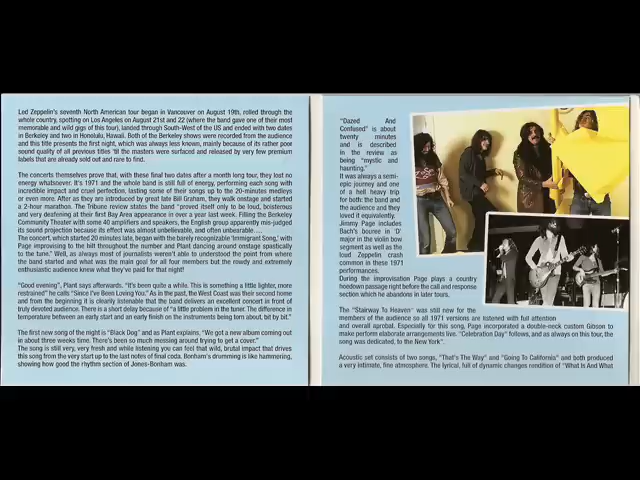 Led Zeppelin's seventh North American tour began in Vancouver on August 19th, rolled through the
whole country, spotting on Los Angeles on August 21st and 22 (where the band gave one of their most
memorable and wild gigs of this tour), landed through South-West of the US and ended with two dates
in Berkeley and two in Honolulu, Hawaii. Both of the Berkeley shows were recorded from the audience
and this title presents the first night, which was always less known, mainly because of its rather poor
sound quality of all previous titles 'till the masters were surfaced and released by very few premium
labels that are already sold out and rare to find.
The concerts themselves prove that, with these final two dates after a month long tour, they lost no
energy whatsoever. It's 1971 and the whole band is still full of energy, performing each song with
incredible impact and cruel perfection, lasting some of their songs up to the 20-minutes medleys
or even more. After as they are introduced by great late Bill Graham, they walk onstage and started
a 2-hour marathon. The Tribune review states the band "proved itself only to be loud, boisterous
and very deafening at their first Bay Area appearance in over a year last week. Filling the Berkeley
Community Theater with some 40 amplifiers and speakers, the English group apparently mis-judged
its sound projection because its effect was almost unbelievable, and often unbearable....
The concert, which started 20 minutes late, began with the barely recognizable 'Immigrant Song,' with
Page improvising to the hilt throughout the number and Plant dancing around onstage spastically
to the tune." Well, as always most of journalists weren't able to understand the point from where
the band started and what was the main goal for all four members but the rowdy and extremely
enthusiastic audience knew what they've paid for that night!
"Good evening", Plant says afterwards. "It's been quite a while. This is something a little lighter, more
restrained" he calls "Since I've Been Loving You." As in the past, the West Coast was their second home
and from the beginning it is clearly listenable that the band delivers an excellent concert in front of
truly devoted audience. There is a short delay because of "a little problem in the tuner. The difference in
temperature between an early start and an early finish on the instruments being torn about, bit by bit."
The first new song of the night is "Black Dog" and as Plant explains, "We got a new album coming out
in about three weeks time. There's been so much messing around trying to get a cover."
The song is still very, very fresh and while listening you can feel that wild, brutal impact that drives
this song from the very start up to the last notes of final coda. Bonham's drumming is like hammering,
showing how good the rhythm section of Jones-Bonham was.
"Dazed And
Confused" is about
twenty minutes
and is described
in the review as
being "mystic and
haunting."
It was always a semi-
epic journey and one
of a hell heavy trip
for both: the band and
the audience and they
loved it equivalently.
Jimmy Page includes
Bach's bouree in 'D'
major in the violin bow
segment as well as the
loud Zeppelin crash
common in these 1971
performances.
During the improvisation Page plays a country
hoedown passage right before the call and response
section which he abandons in later tours.
The "Stairway To Heaven" was still new for the
members of the audience so all 1971 versions are listened with full attention
and overall aprobal. Especially for this song, Page incorporated a double-neck custom Gibson to
make perform elaborate arrangements live. "Celebration Day" follows, and as always on this tour, the
song was dedicated, to the New York".
Acoustic set consists of two songs, "That's The Way" and "Going To California" and both produced
a very intimate, fine atmosphere. The lyrical, full of dynamic changes rendition of "What Is And What